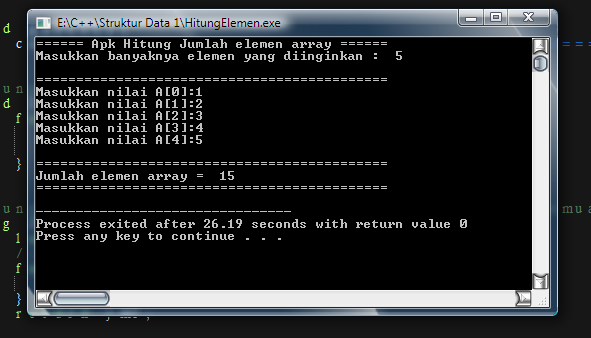 E:\C++\Struktur Data 1\HitungElemen.exe
====== Apk Hitung Jumlah elemen array ======
Masukkan banyaknya elemen yang diinginkan :  5
============================================
Masukkan nilai A[0]:1
Masukkan nilai A[1]:2
Masukkan nilai A[2]:3
Masukkan nilai A[3]:4
Masukkan nilai A[4]:5
============================================
Jumlah elemen array =  15
============================================
--------------------------------
Process exited after 26.19 seconds with return value 0
Press any key to continue . . .